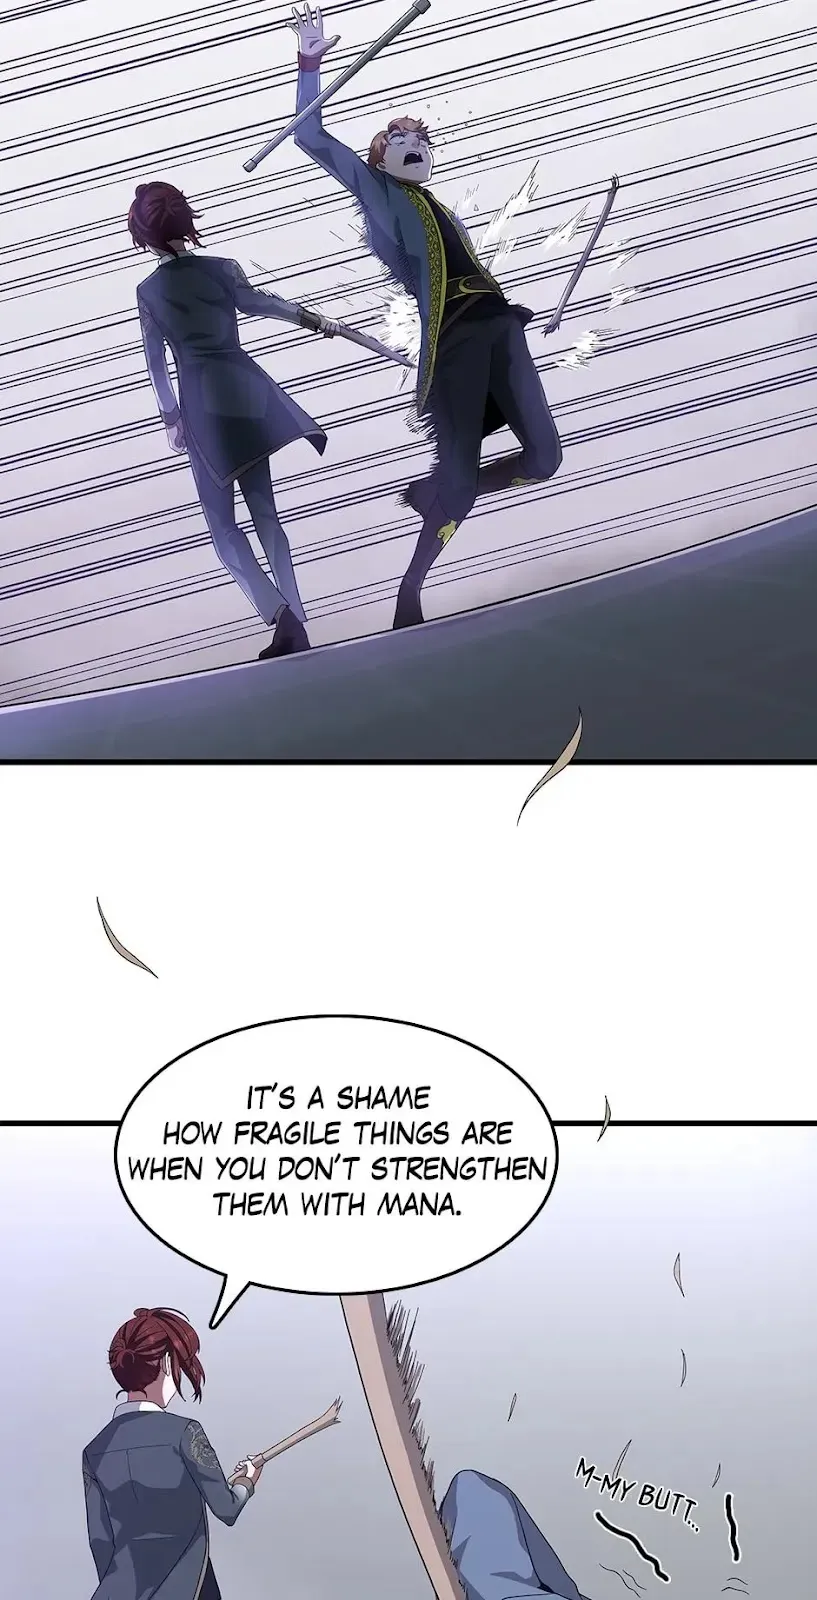 IT'S A SHAME
HOW FRAGILE THINGS ARE
WHEN YOU DON'T STRENGTHEN
THEM WITH MANA.
M-MY BUTT...